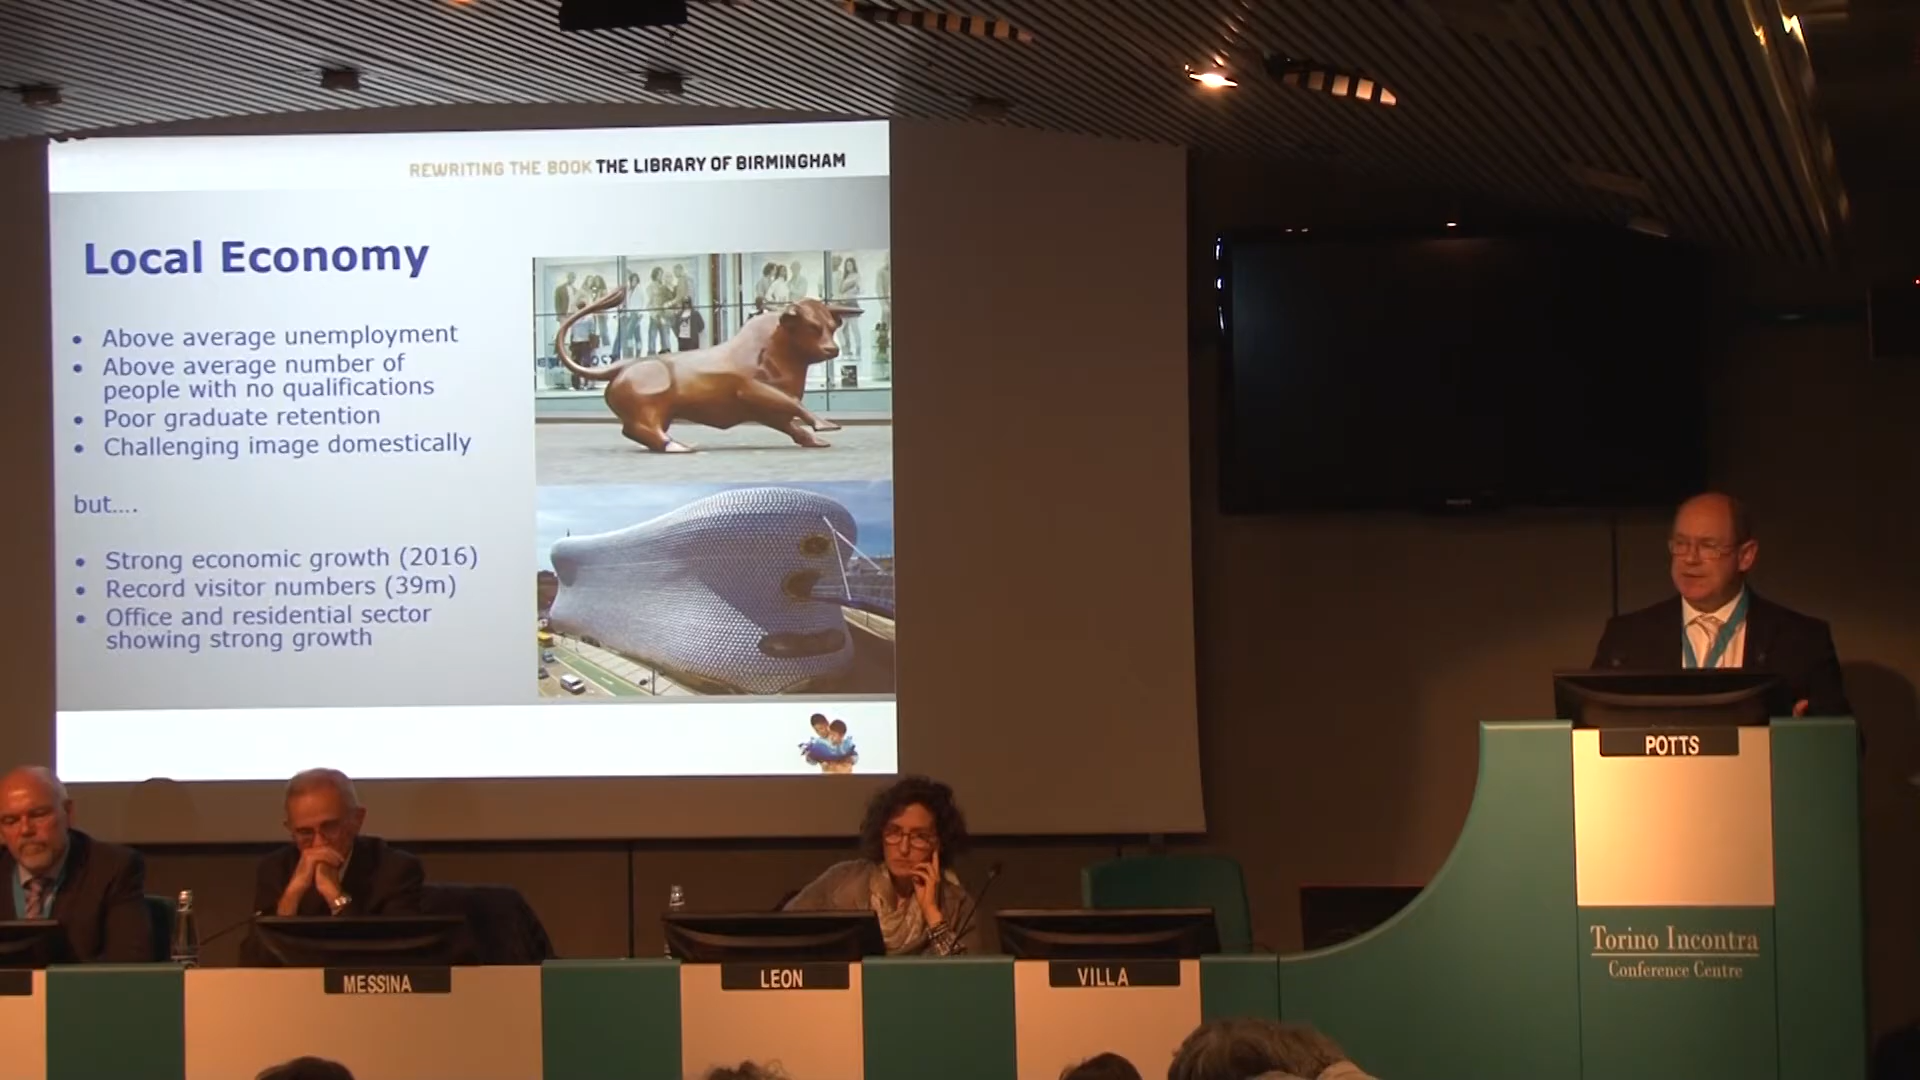 REWRITING THE BOOK THE LIBRARY OF BIRMINGHAM
Local Economy
• Above average unemployment
• Above average number of
people with no qualifications
• Poor graduate retention
• Challenging image domestically
but....
• Strong economic growth (2016)
• Record visitor numbers (39m)
• Office and residential sector
showing strong growth
POTTS
Torino Incontra
Conference Centre
MESSINA
LEON
VILLA